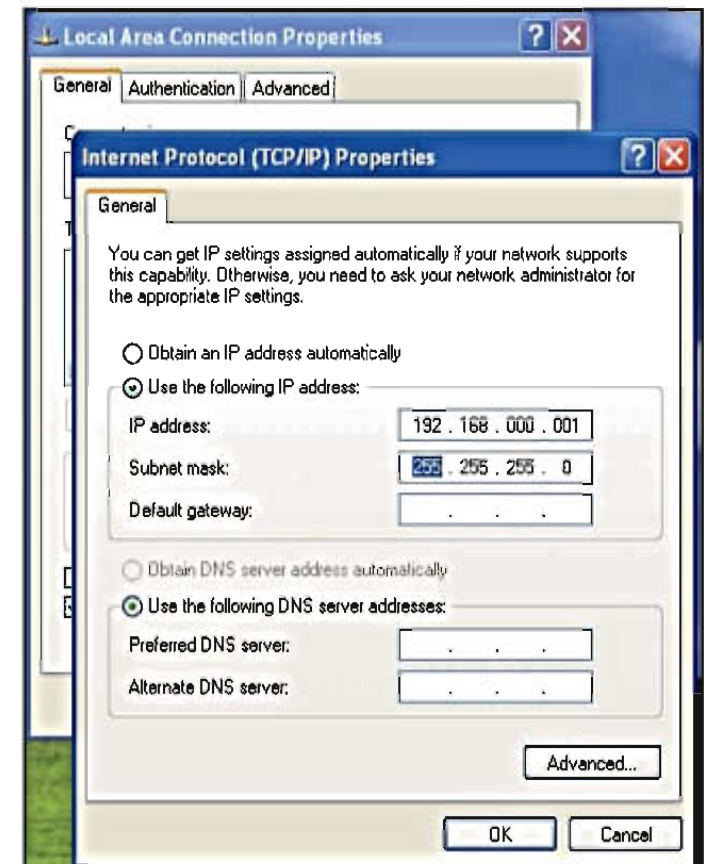 Local Area Connection Properties
General Authentication Advanced
Internet Protocol (TCP/IP) Properties
General
You can get IP settings assigned automatically if your network supports
this capability. Otherwise, you need to ask your network administrator for
the appropriate IP settings.
Obtain an IP address automatically
Use the following IP address:
IP address: 192 . 168 . 000 . 001
Subnet mask: 255 . 255 . 255 . 0
Default gateway: . . .
Obtain DNS server address automatically
Use the following DNS server addresses:
Preferred DNS server: . . .
Alternate DNS server: . . .
Advanced...
OK Cancel